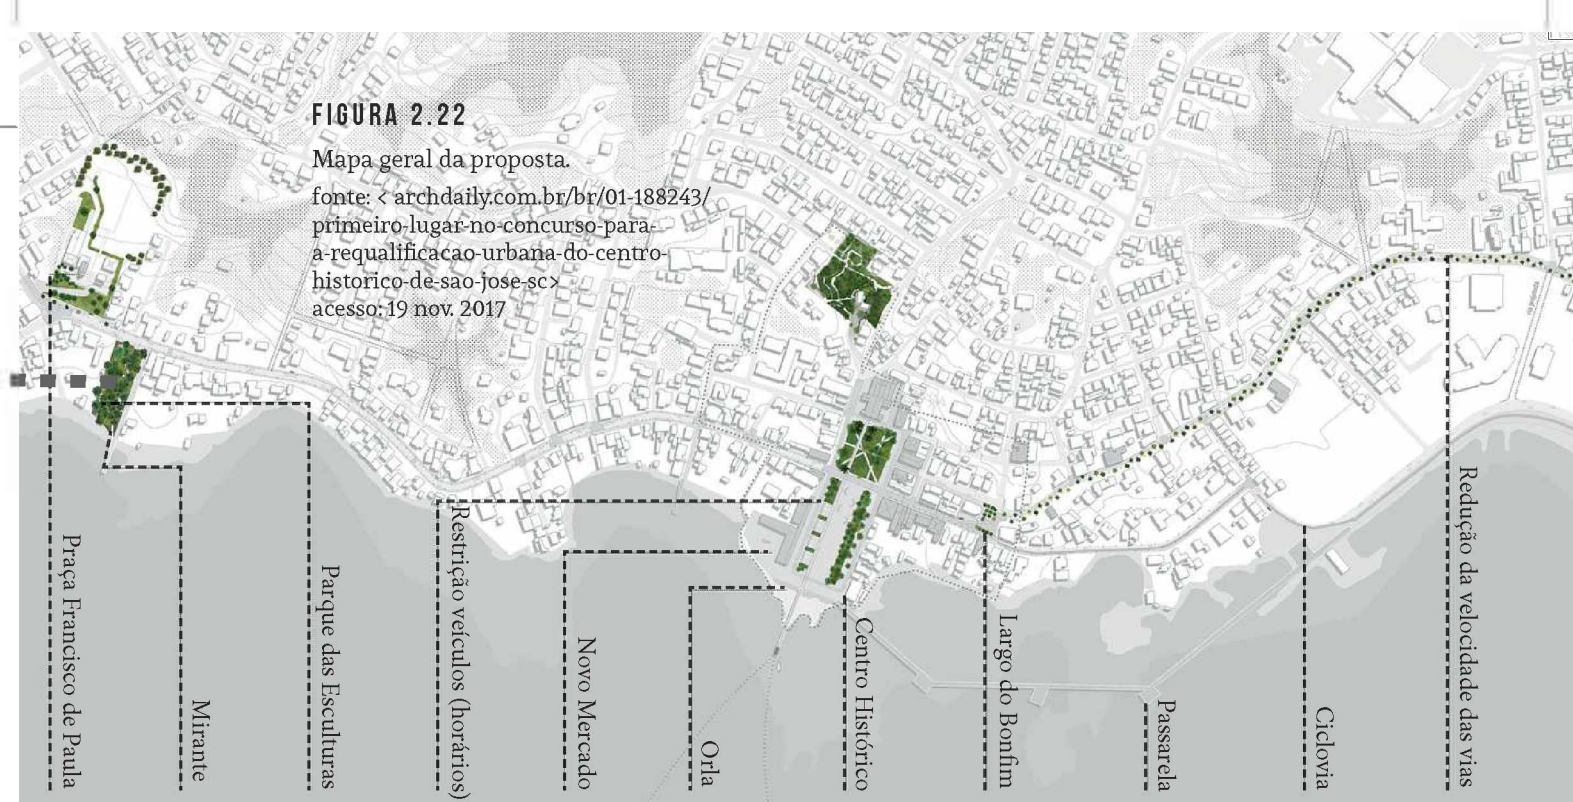 FIGURA 2.22
Mapa geral da proposta.
fonte: < archdaily.com.br/br/01-188243/
primeiro-lugar-no-concurso-para-
a-requalificacao-urbana-do-centro-
historico-de-sao-jose-sc>
acesso: 19 nov. 2017
Praça Francisco de Paula
Mirante
Parque das Esculturas
Restrição veículos (horários)
Novo Mercado
Orla
Centro Histórico
Largo do Bonfim
Passarela
Ciclovia
Redução da velocidade das vias